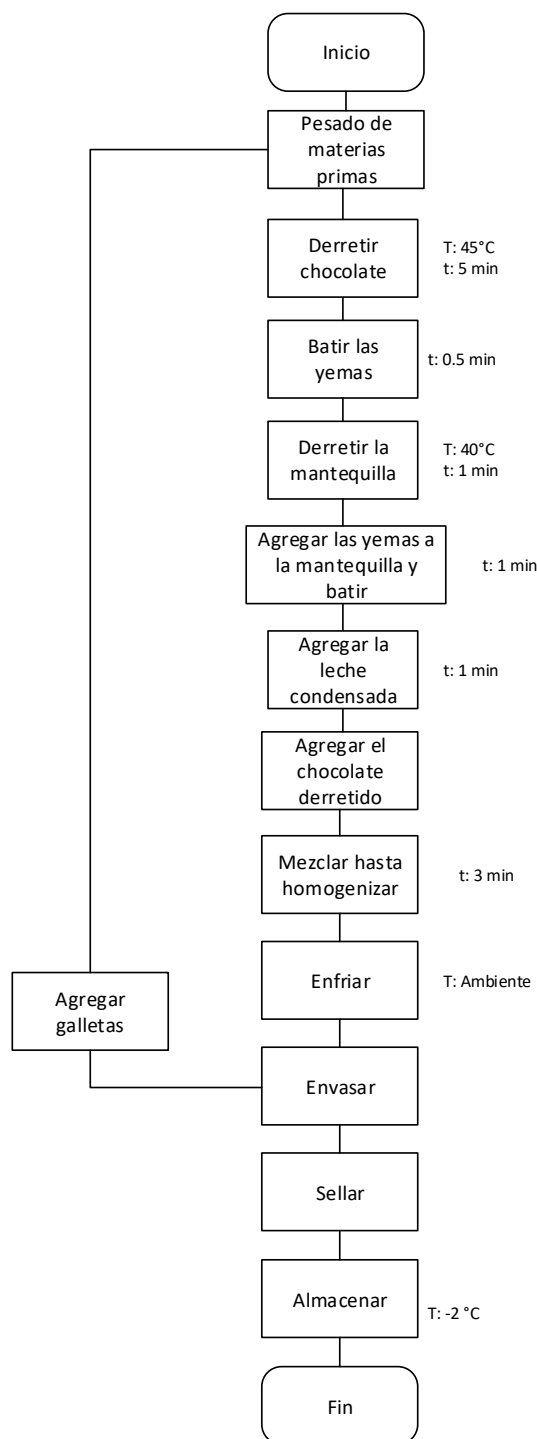 Inicio
Pesado de
materias
primas
Derretir
chocolate
T: 45°C
t: 5 min
Batir las
yemas
t: 0.5 min
Derretir la
mantequilla
T: 40°C
t: 1 min
Agregar las yemas a
la mantequilla y
batir
t: 1 min
Agregar la
leche
condensada
t: 1 min
Agregar el
chocolate
derretido
Mezclar hasta
homogenizar
t: 3 min
Enfriar
T: Ambiente
Agregar
galletas
Envasar
Sellar
Almacenar
T: -2 °C
Fin